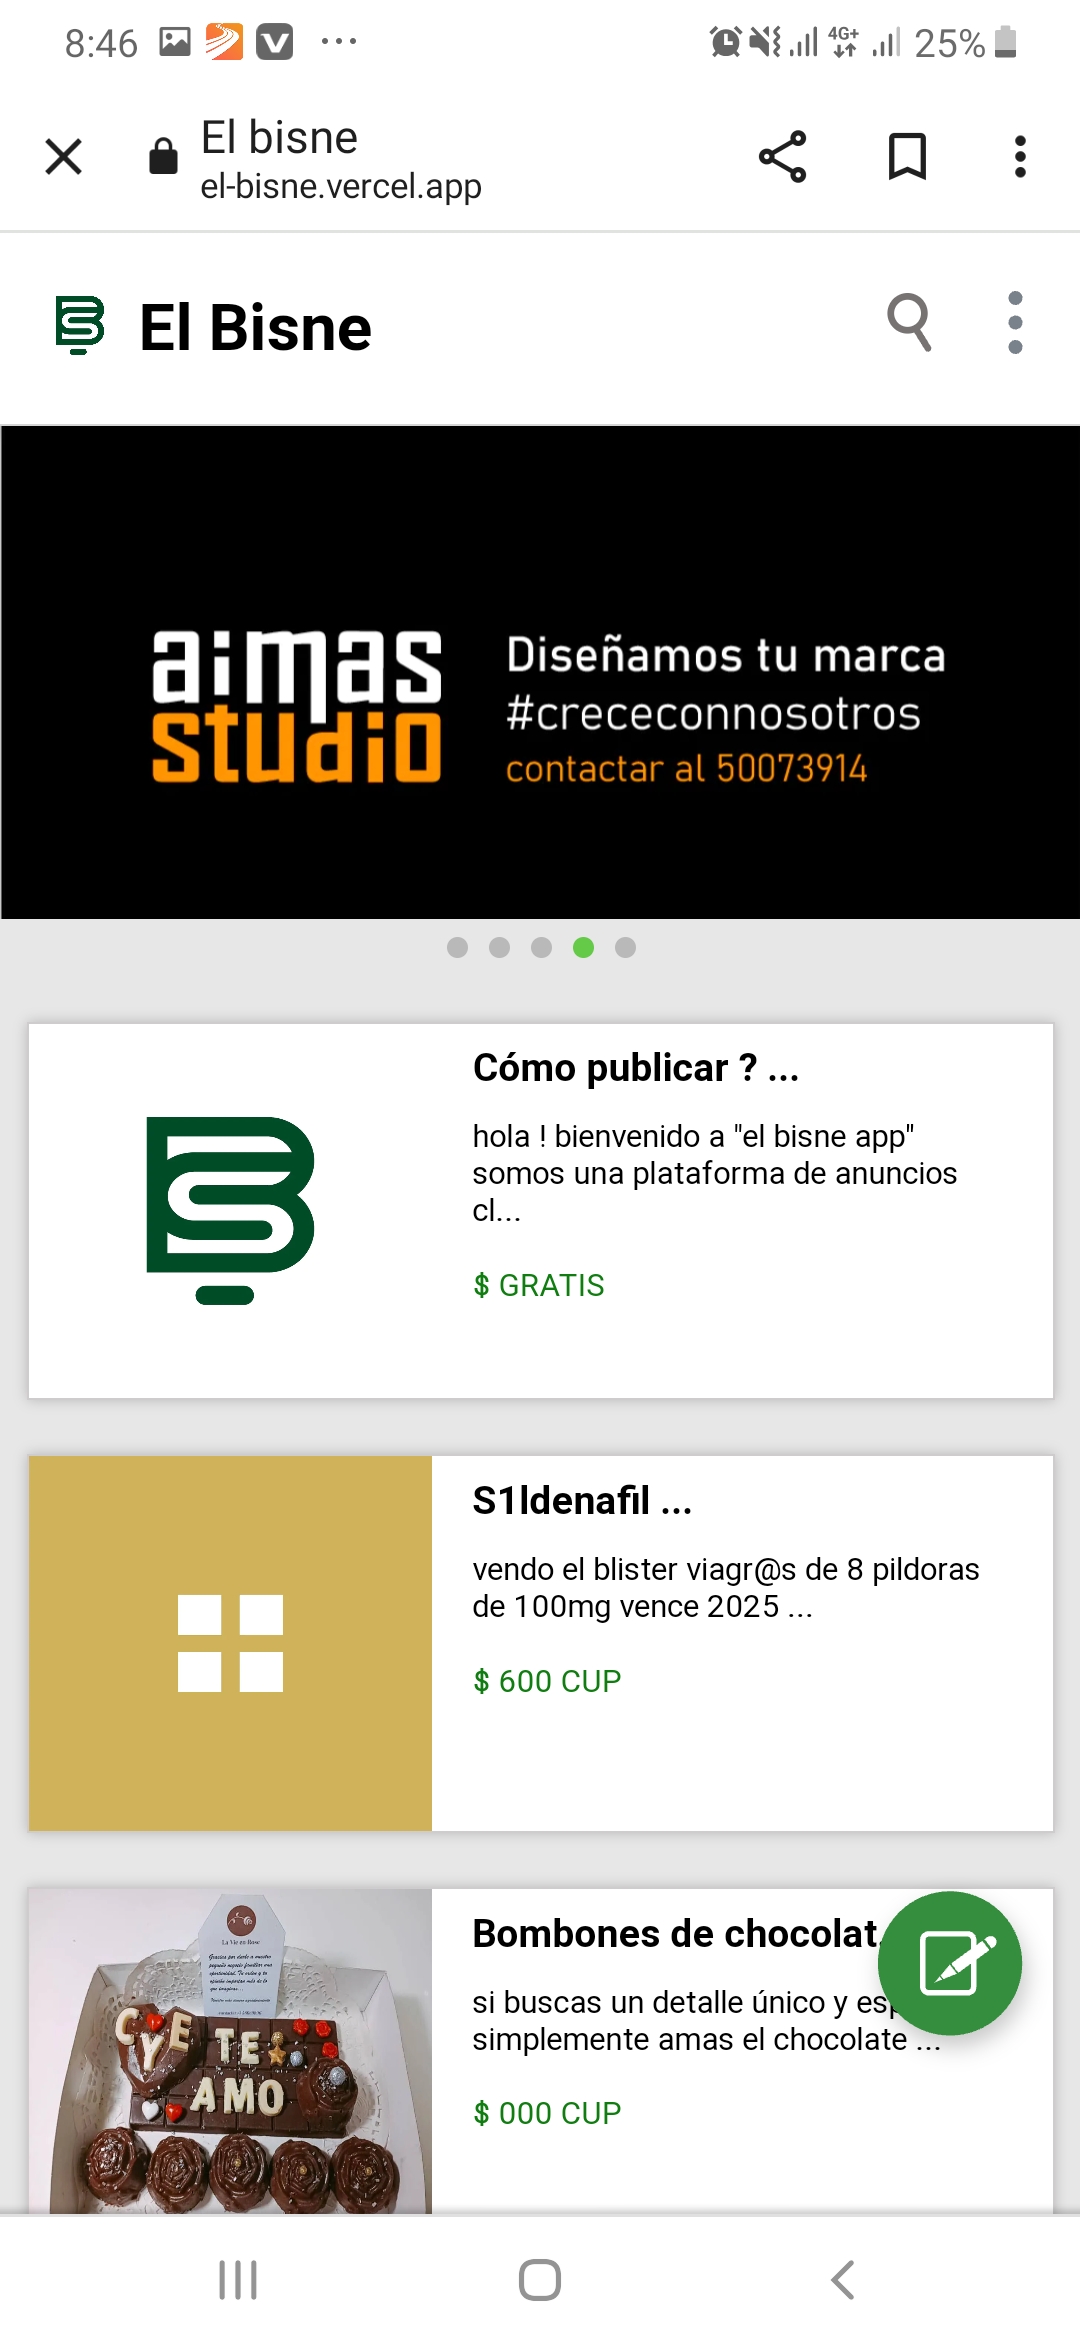 8:46
4G+
25%
El bisne
el-bisne.vercel.app
El Bisne
aimas
studio
Diseñamos tu marca
#crececonnosotros
contactar al 50073914
Cómo publicar ? ...
hola ! bienvenido a "el bisne app"
somos una plataforma de anuncios
cl...
$ GRATIS
S1ldenafil ...
vendo el blister viagr@s de 8 pildoras
de 100mg vence 2025 ...
$ 600 CUP
Bombones de chocolat.
si buscas un detalle único y esp
simplemente amas el chocolate ...
$ 000 CUP
La Vie en Rose
C Y E
TE
AMO